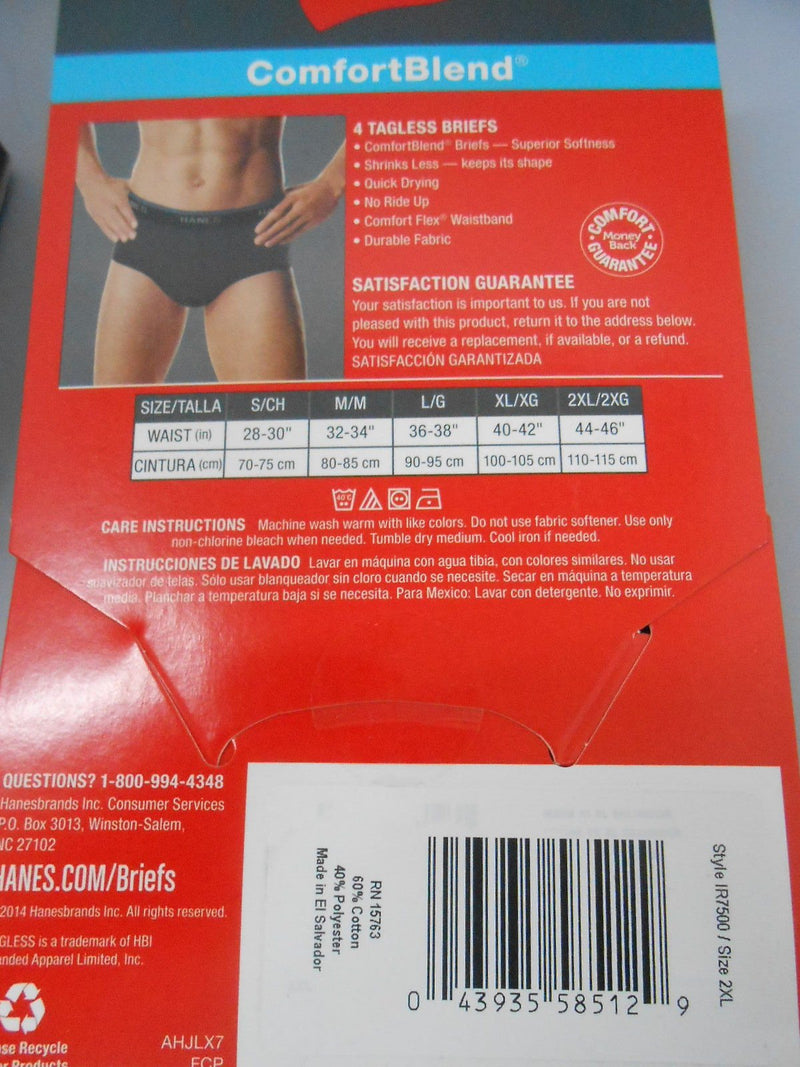 ComfortBlend®
HANES
4 TAGLESS BRIEFS
• ComfortBlend® Briefs — Superior Softness
• Shrinks Less — keeps its shape
• Quick Drying
• No Ride Up
• Comfort Flex® Waistband
• Durable Fabric
COMFORT
Money
Back
GUARANTEE
SATISFACTION GUARANTEE
Your satisfaction is important to us. If you are not
pleased with this product, return it to the address below.
You will receive a replacement, if available, or a refund.
SATISFACCIÓN GARANTIZADA
SIZE/TALLA S/CH M/M L/G XL/XG 2XL/2XG
WAIST (in) 28-30" 32-34" 36-38" 40-42" 44-46"
CINTURA (cm) 70-75 cm 80-85 cm 90-95 cm 100-105 cm 110-115 cm
40°C
CARE INSTRUCTIONS Machine wash warm with like colors. Do not use fabric softener. Use only
non-chlorine bleach when needed. Tumble dry medium. Cool iron if needed.
INSTRUCCIONES DE LAVADO Lavar en máquina con agua tibia, con colores similares. No usar
suavizador de telas. Sólo usar blanqueador sin cloro cuando se necesite. Secar en máquina a temperatura
media. Planchar a temperatura baja si se necesita. Para Mexico: Lavar con detergente. No exprimir.
QUESTIONS? 1-800-994-4348
Hanesbrands Inc. Consumer Services
P.O. Box 3013, Winston-Salem,
NC 27102
HANES.COM/Briefs
2014 Hanesbrands Inc. All rights reserved.
GLESS is a trademark of HBI
nded Apparel Limited, Inc.
se Recycle
r Products
AHJLX7
FCP
RN 15763
60% Cotton
40% Polyester
Made in El Salvador
0 43935 58512 9
Style IR7500 / Size 2XL